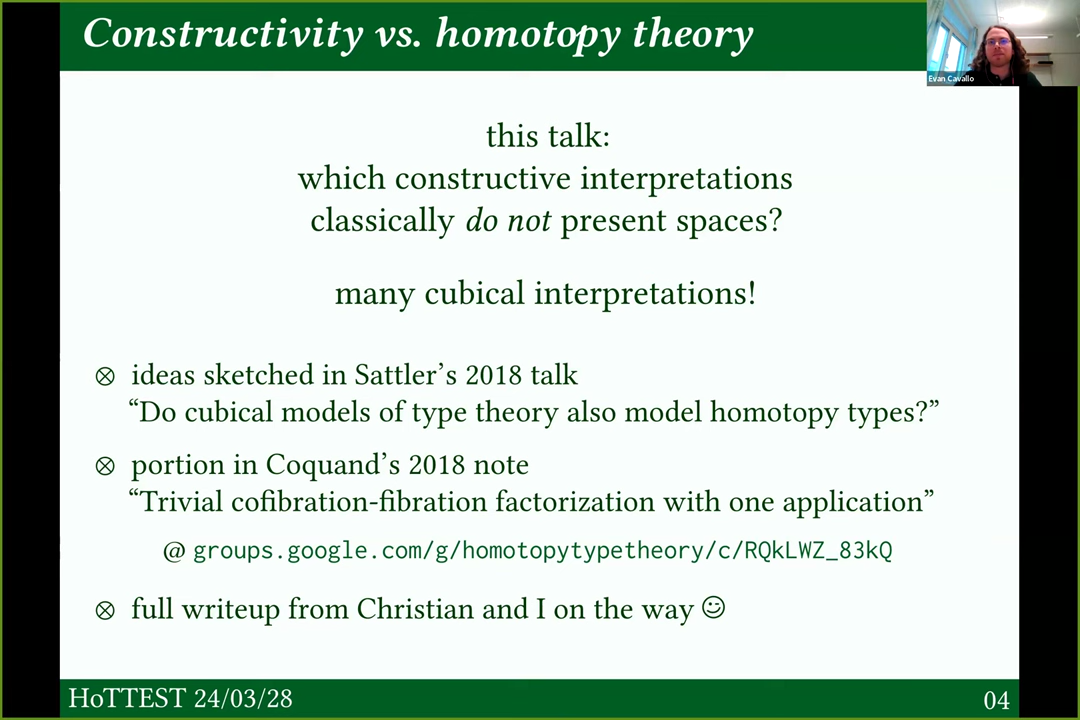 Constructivity vs. homotopy theory
Evan Cavallo
this talk:
which constructive interpretations
classically do not present spaces?
many cubical interpretations!
⊗ ideas sketched in Sattler’s 2018 talk
“Do cubical models of type theory also model homotopy types?”
⊗ portion in Coquand’s 2018 note
“Trivial cofibration-fibration factorization with one application”
@ groups.google.com/g/homotopytypetheory/c/RQkLWZ_83kQ
⊗ full writeup from Christian and I on the way ☺
HoTTEST 24/03/28
04